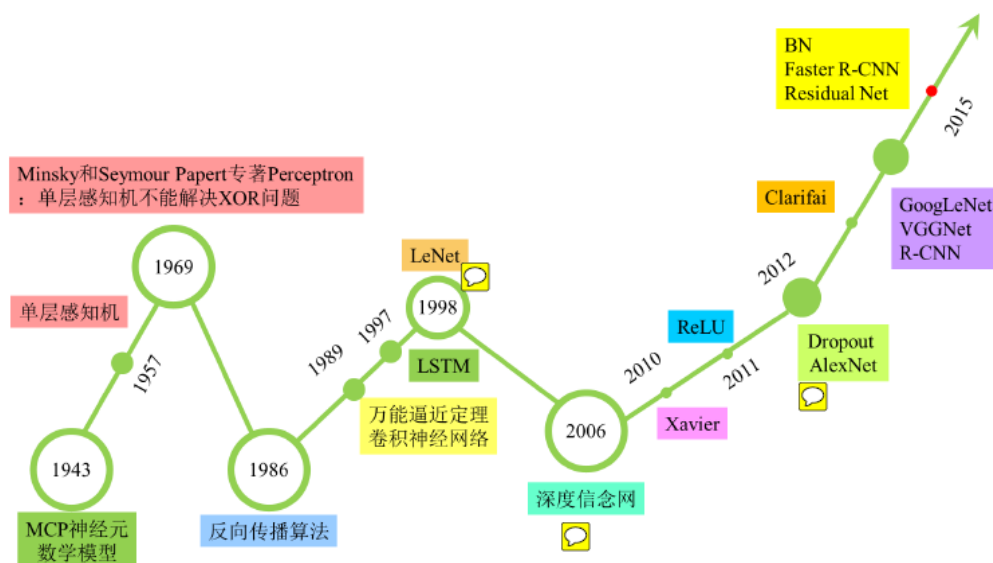 BN
Faster R-CNN
Residual Net
2015
Minsky和Seymour Papert专著Perceptron
：单层感知机不能解决XOR问题
Clarifai
GoogLeNet
VGGNet
R-CNN
1969
LeNet
2012
单层感知机
1998
1997
ReLU
1989
LSTM
2010
2011
Dropout
AlexNet
1957
万能逼近定理
卷积神经网络
Xavier
2006
1943
1986
深度信念网
MCP神经元
数学模型
反向传播算法